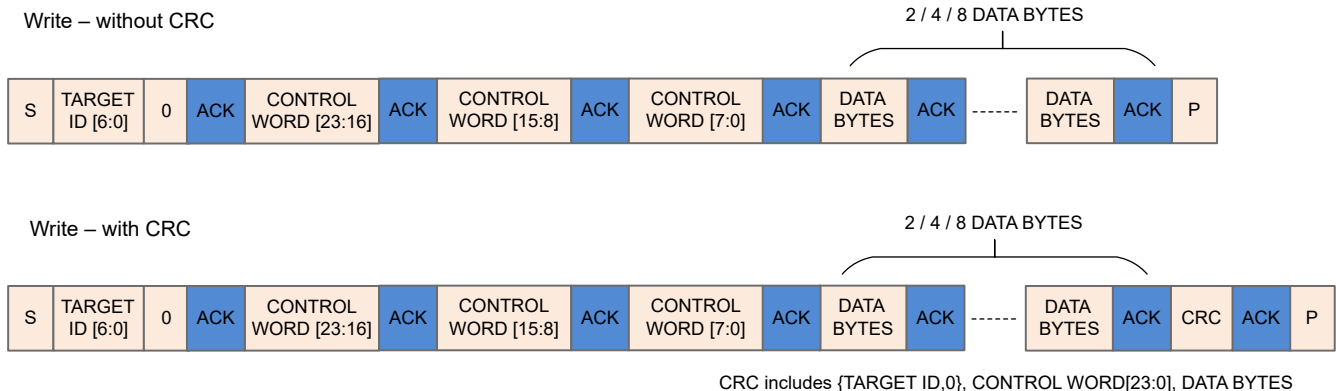 Write – without CRC
2 / 4 / 8 DATA BYTES
S
TARGET
ID [6:0]
0
ACK
CONTROL
WORD [23:16]
ACK
CONTROL
WORD [15:8]
ACK
CONTROL
WORD [7:0]
ACK
DATA
BYTES
ACK
DATA
BYTES
ACK
P
Write – with CRC
2 / 4 / 8 DATA BYTES
S
TARGET
ID [6:0]
0
ACK
CONTROL
WORD [23:16]
ACK
CONTROL
WORD [15:8]
ACK
CONTROL
WORD [7:0]
ACK
DATA
BYTES
ACK
DATA
BYTES
ACK
CRC
ACK
P
CRC includes {TARGET ID,0}, CONTROL WORD[23:0], DATA BYTES